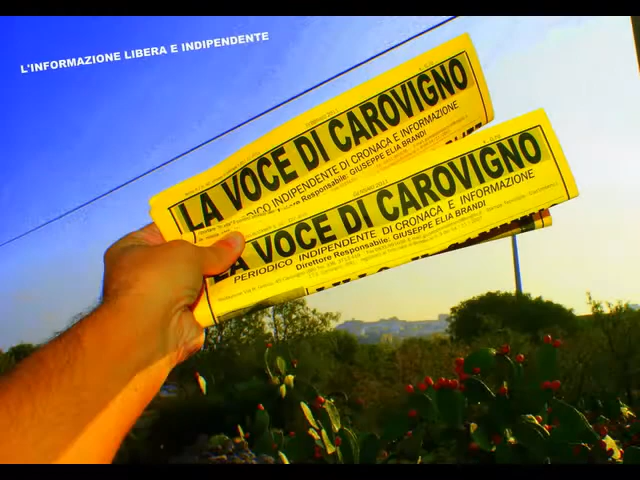 L'INFORMAZIONE LIBERA E INDIPENDENTE
LA VOCE DI CAROVIGNO
PERIODICO INDIPENDENTE DI CRONACA E INFORMAZIONE
Responsabile: GIUSEPPE ELIA BRANDI
LA VOCE DI CAROVIGNO
PERIODICO INDIPENDENTE DI CRONACA E INFORMAZIONE
Direttore Responsabile: GIUSEPPE ELIA BRANDI